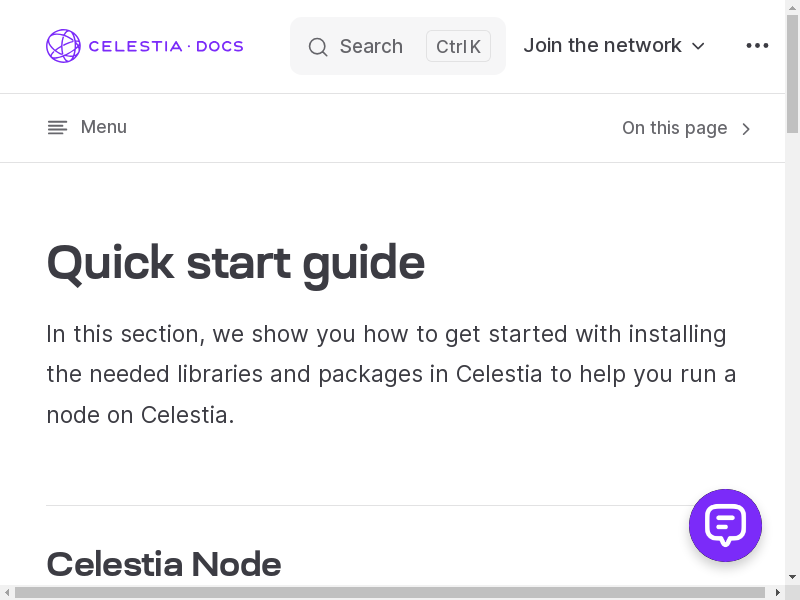 CELESTIA · DOCS
Search
Ctrl K
Join the network
Menu
On this page
Quick start guide
In this section, we show you how to get started with installing
the needed libraries and packages in Celestia to help you run a
node on Celestia.
Celestia Node